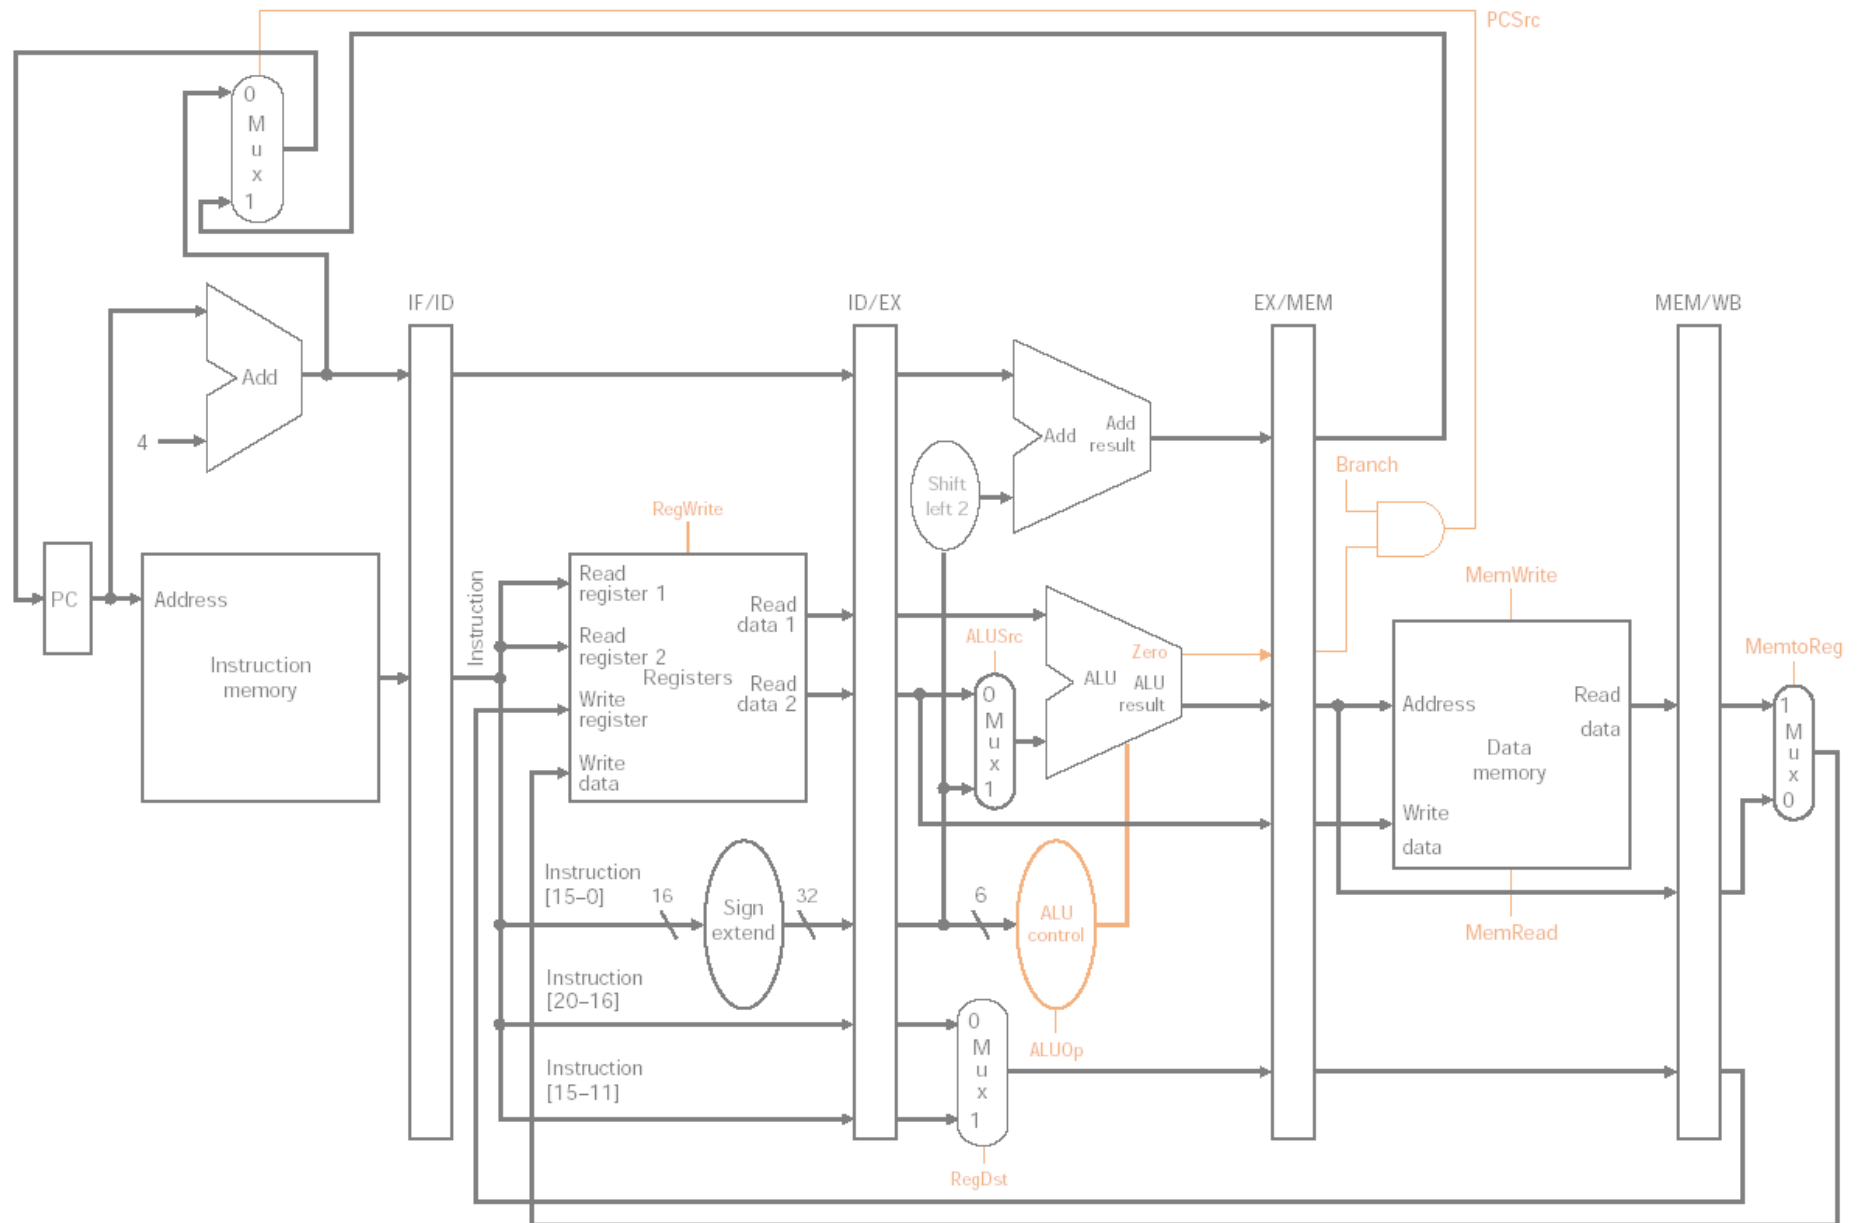 PCSrc
0
M
u
x
1
IF/ID
ID/EX
EX/MEM
MEM/WB
Add
4
Add
Add
result
Shift
left 2
Branch
RegWrite
PC
Address
Instruction
memory
Instruction
Read
register 1
Read
register 2
Write
register
Write
data
Registers
Read
data 1
Read
data 2
ALUSrc
0
M
u
x
1
Zero
ALU
ALU
result
MemWrite
Address
Read
data
Data
memory
Write
data
MemRead
MemtoReg
1
M
u
x
0
Instruction
[15–0]
16
Sign
extend
32
6
ALU
control
ALUOp
Instruction
[20–16]
Instruction
[15–11]
0
M
u
x
1
RegDst